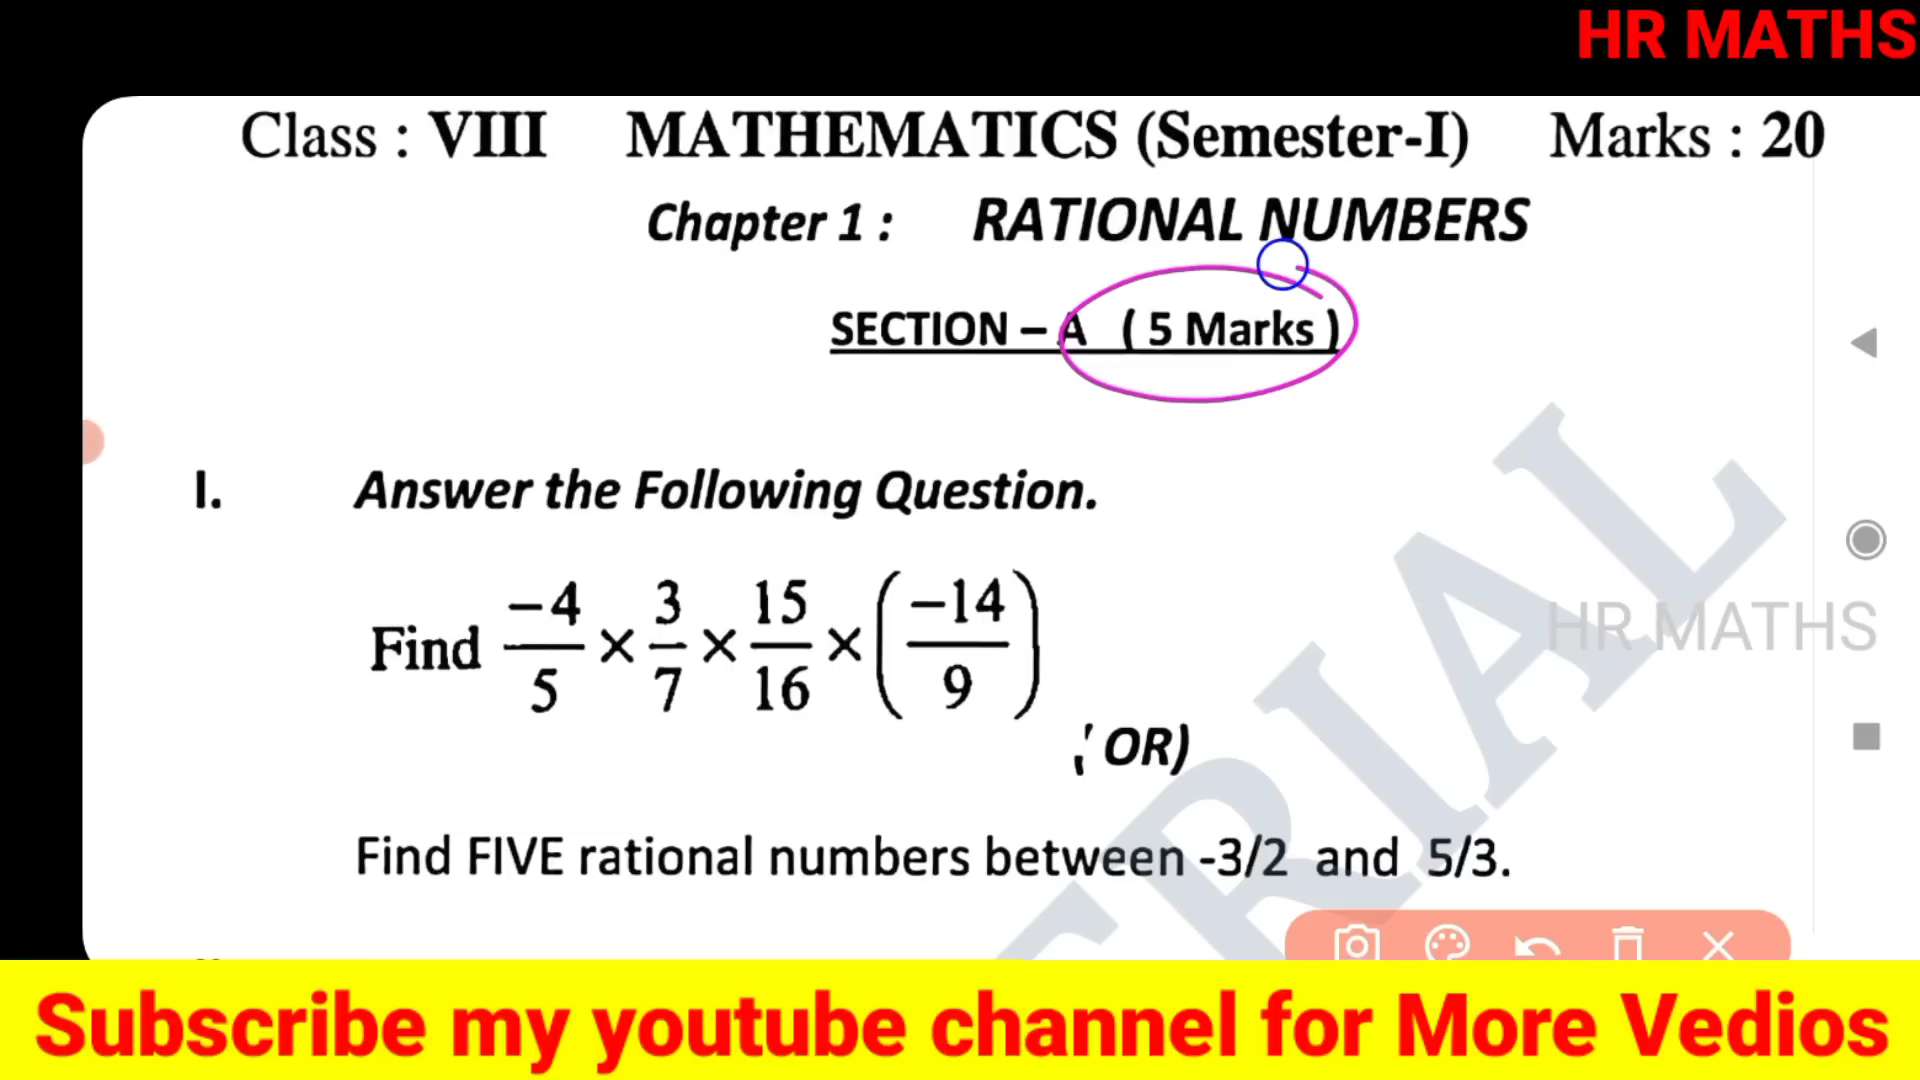 HR MATHS
Class : VIII MATHEMATICS (Semester-I) Marks : 20
Chapter 1 : RATIONAL NUMBERS
SECTION – A ( 5 Marks )
I. Answer the Following Question.
Find −4/5 × 3/7 × 15/16 × (−14/9)
HR MATHS
( OR)
Find FIVE rational numbers between -3/2 and 5/3.
Subscribe my youtube channel for More Vedios